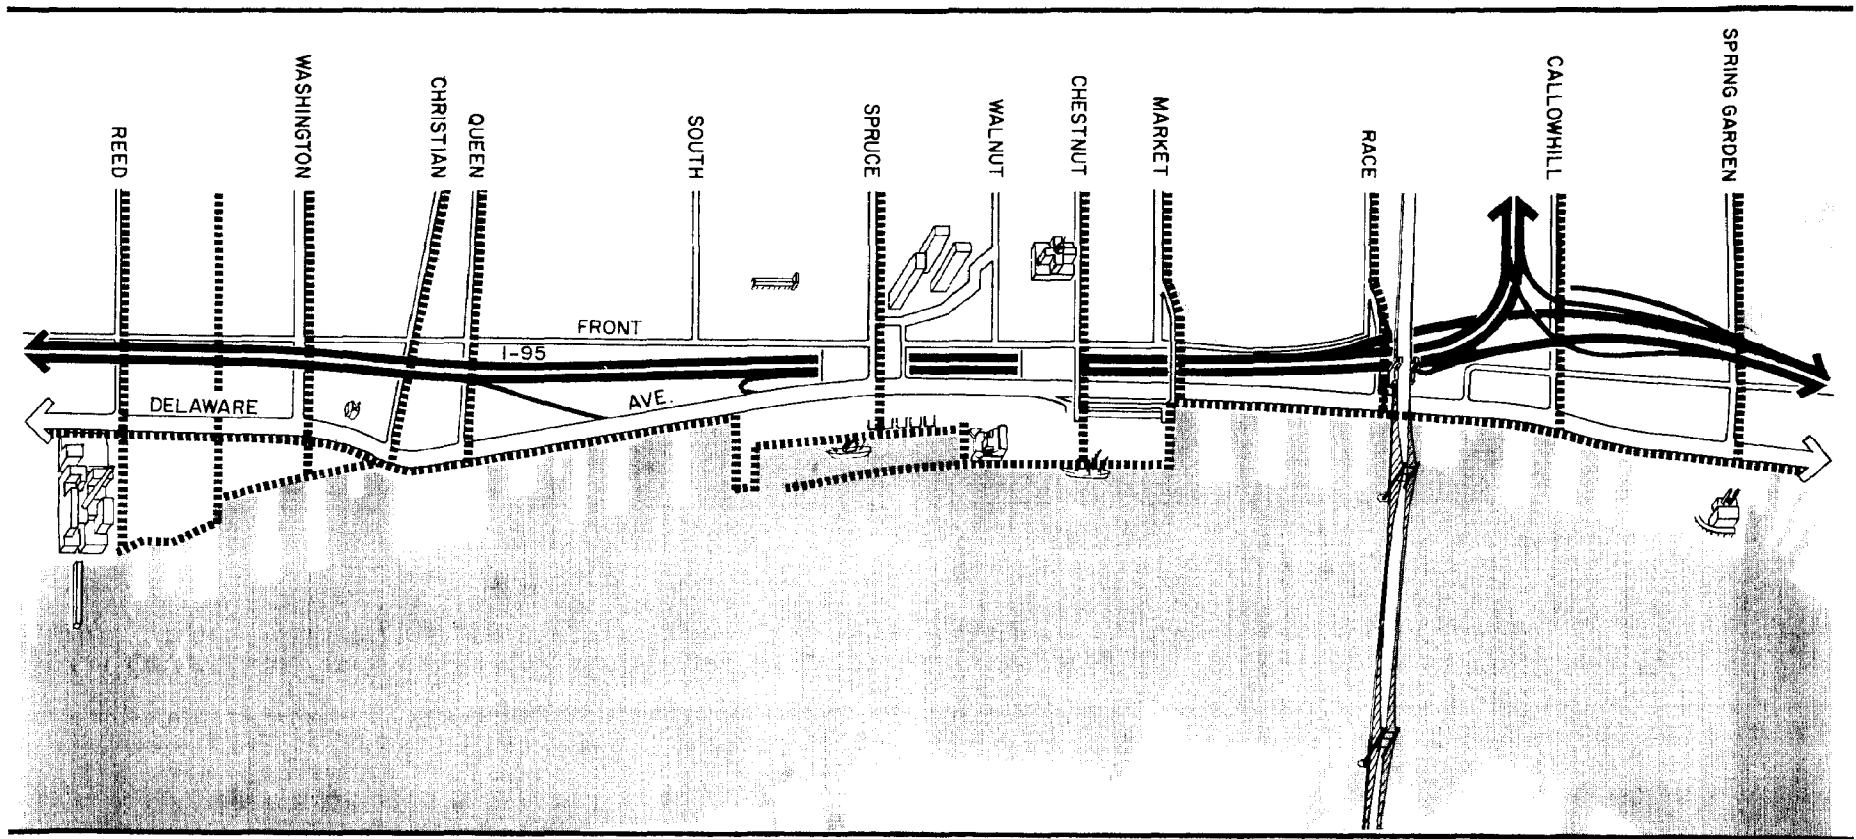 REED
WASHINGTON
CHRISTIAN
QUEEN
SOUTH
SPRUCE
WALNUT
CHESTNUT
MARKET
RACE
CALLOWHILL
SPRING GARDEN
FRONT
I-95
DELAWARE AVE.